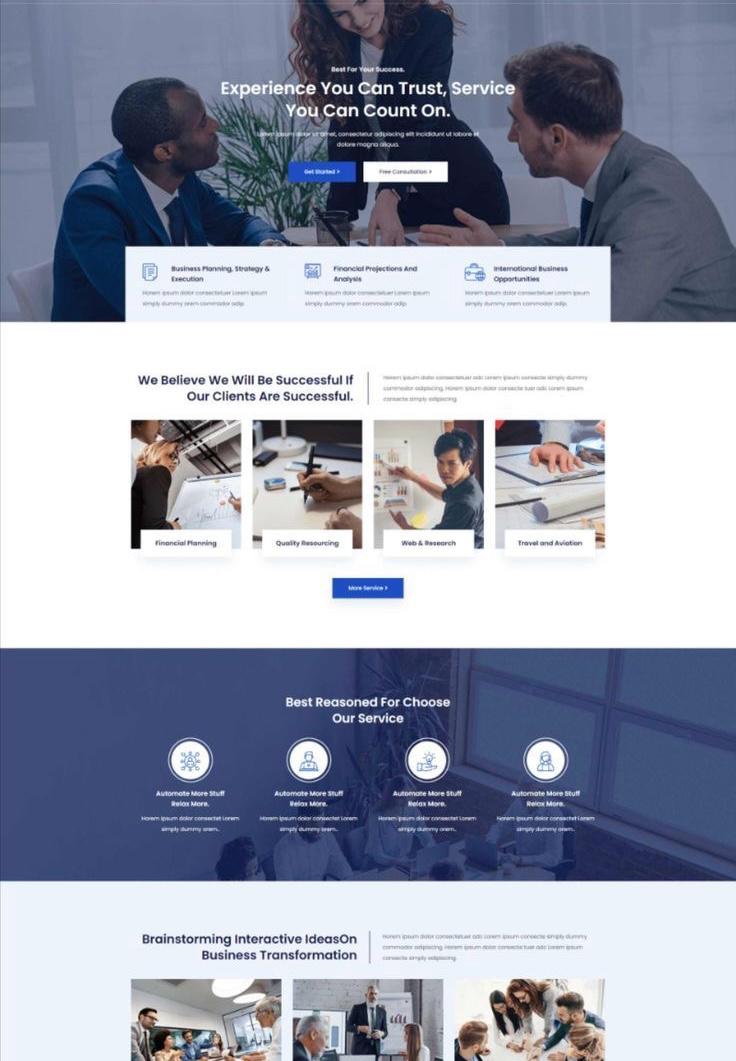 Best For Your Success.
Experience You Can Trust, Service
You Can Count On.
Lorem ipsum dolor sit amet, consectetur adipiscing elit incididunt ut labore et
dolore magna aliqua.
Get Started >
Free Consultation >
Business Planning, Strategy &
Execution
Horem ipsum dolor consectetuer Lorem ipsum
simply dummy orem commodor adip.
Financial Projections And
Analysis
Horem ipsum dolor consectetuer Lorem ipsum
simply dummy orem commodor adip.
International Business
Opportunities
Horem ipsum dolor consectetuer Lorem ipsum
simply dummy orem commodor adip.
We Believe We Will Be Successful If
Our Clients Are Successful.
Horem ipsum dolor consectetuer adc Lorem ipsum consecte simply dummy
commodor adipiscing. Horem ipsum dolor consecte tuer adc Lorem ipsum
consecte simply adipiscing.
Financial Planning
Quality Resourcing
Web & Research
Travel and Aviation
More Service >
Best Reasoned For Choose
Our Service
Automate More Stuff
Relax More.
Horem ipsum dolor consectet Lorem
simply dummy orem..
Automate More Stuff
Relax More.
Horem ipsum dolor consectet Lorem
simply dummy orem..
Automate More Stuff
Relax More.
Horem ipsum dolor consectet Lorem
simply dummy orem..
Automate More Stuff
Relax More.
Horem ipsum dolor consectet Lorem
simply dummy orem..
Brainstorming Interactive IdeasOn
Business Transformation
Horem ipsum dolor consectetuer adc Lorem ipsum consecte simply dummy
commodor adipiscing. Horem ipsum dolor consecte tuer adc Lorem ipsum
consecte simply adipiscing.